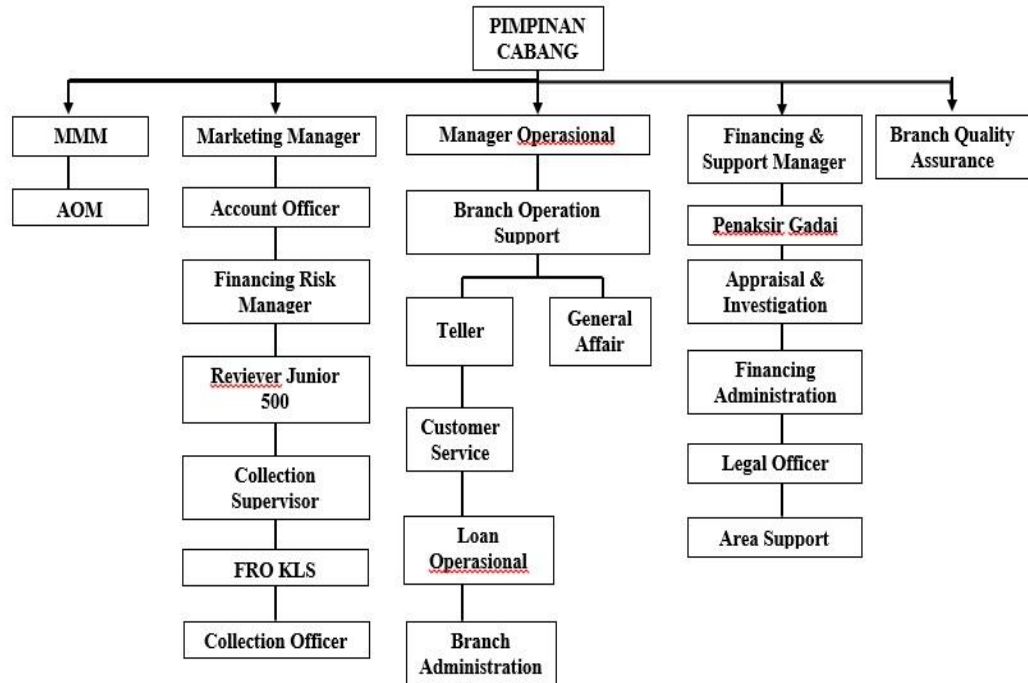 PIMPINAN
CABANG
MMM
AOM
Marketing Manager
Account Officer
Financing Risk
Manager
Reviever Junior
500
Collection
Supervisor
FRO KLS
Collection Officer
Manager Operasional
Branch Operation
Support
Teller
General
Affair
Customer
Service
Loan
Operasional
Branch
Administration
Financing &
Support Manager
Penaksir Gadai
Appraisal &
Investigation
Financing
Administration
Legal Officer
Area Support
Branch Quality
Assurance